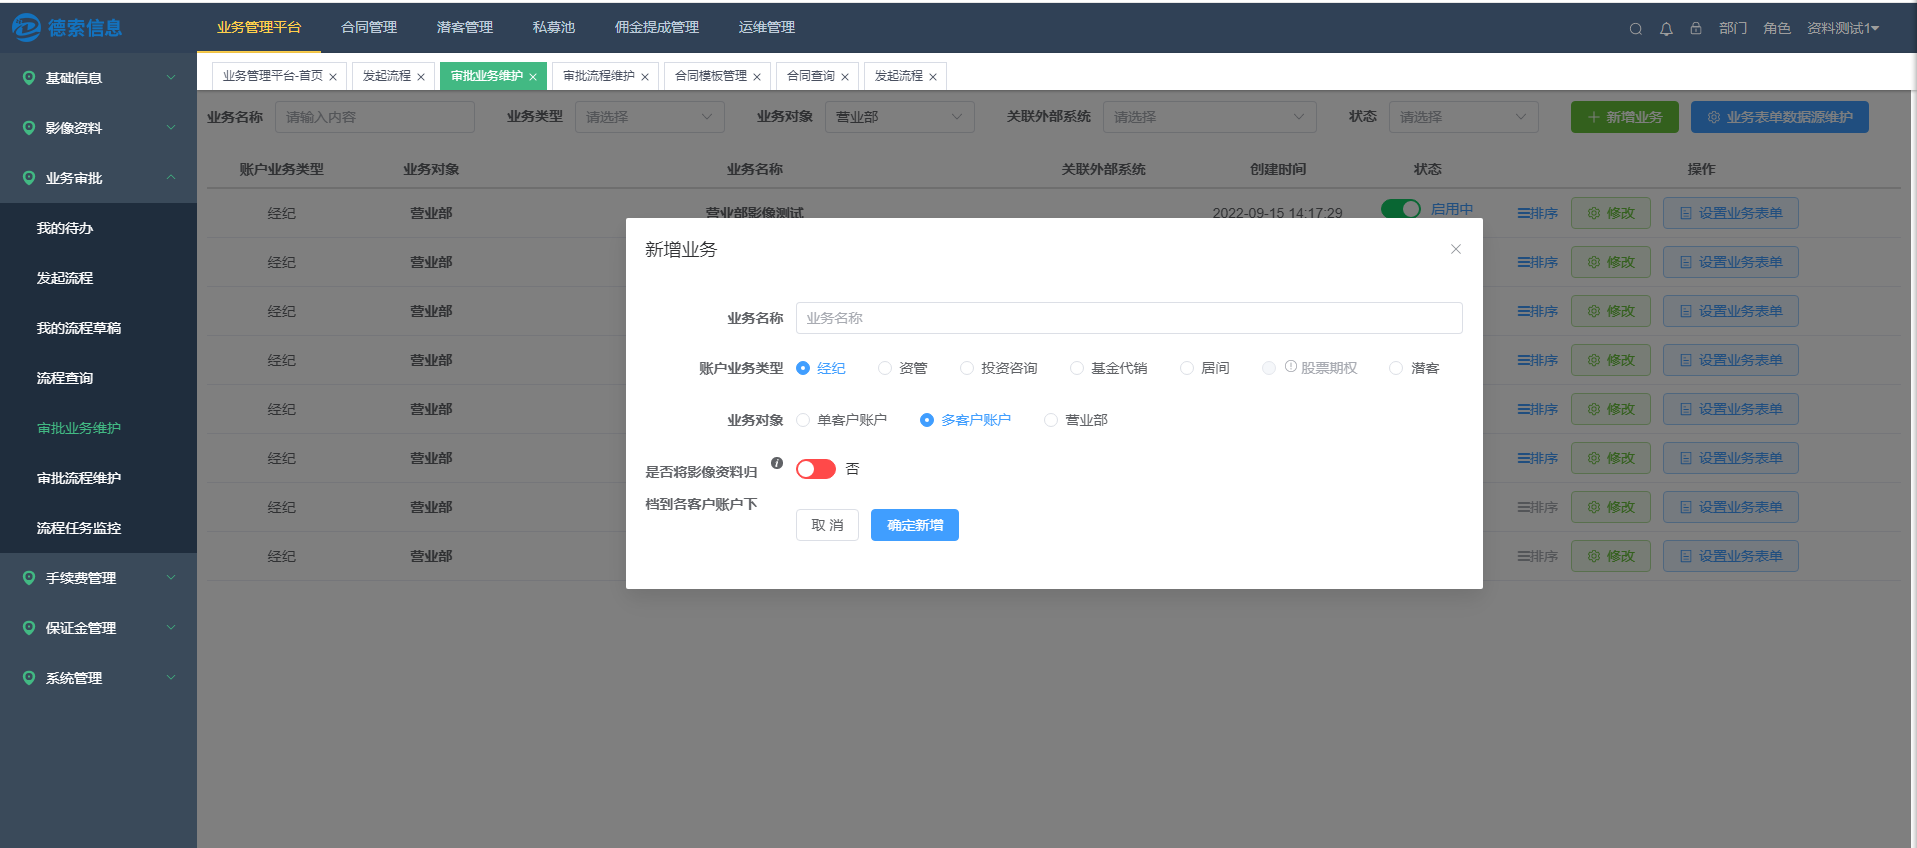 德索信息
业务管理平台 合同管理 潜客管理 私募池 佣金提成管理 运维管理 部门 角色 资料测试1
业务管理平台-首页 发起流程 审批业务维护 审批流程维护 合同模板管理 合同查询 发起流程
基础信息
影像资料
业务审批
我的待办
发起流程
我的流程草稿
流程查询
审批业务维护
审批流程维护
流程任务监控
手续费管理
保证金管理
系统管理
业务名称 请输入内容 业务类型 请选择 业务对象 营业部 关联外部系统 请选择 状态 请选择 新增业务 业务表单数据源维护
账户业务类型 业务对象 业务名称 关联外部系统 创建时间 状态 操作
经纪 营业部 营业部影像测试 2022-09-15 14:17:29 启用中 排序 修改 设置业务表单
经纪 营业部 排序 修改 设置业务表单
经纪 营业部 排序 修改 设置业务表单
经纪 营业部 排序 修改 设置业务表单
经纪 营业部 排序 修改 设置业务表单
经纪 营业部 排序 修改 设置业务表单
经纪 营业部 排序 修改 设置业务表单
经纪 营业部 排序 修改 设置业务表单
新增业务
业务名称 业务名称
账户业务类型 经纪 资管 投资咨询 基金代销 居间 股票期权 潜客
业务对象 单客户账户 多客户账户 营业部
是否将影像资料归 否
档到各客户账户下
取 消 确定新增